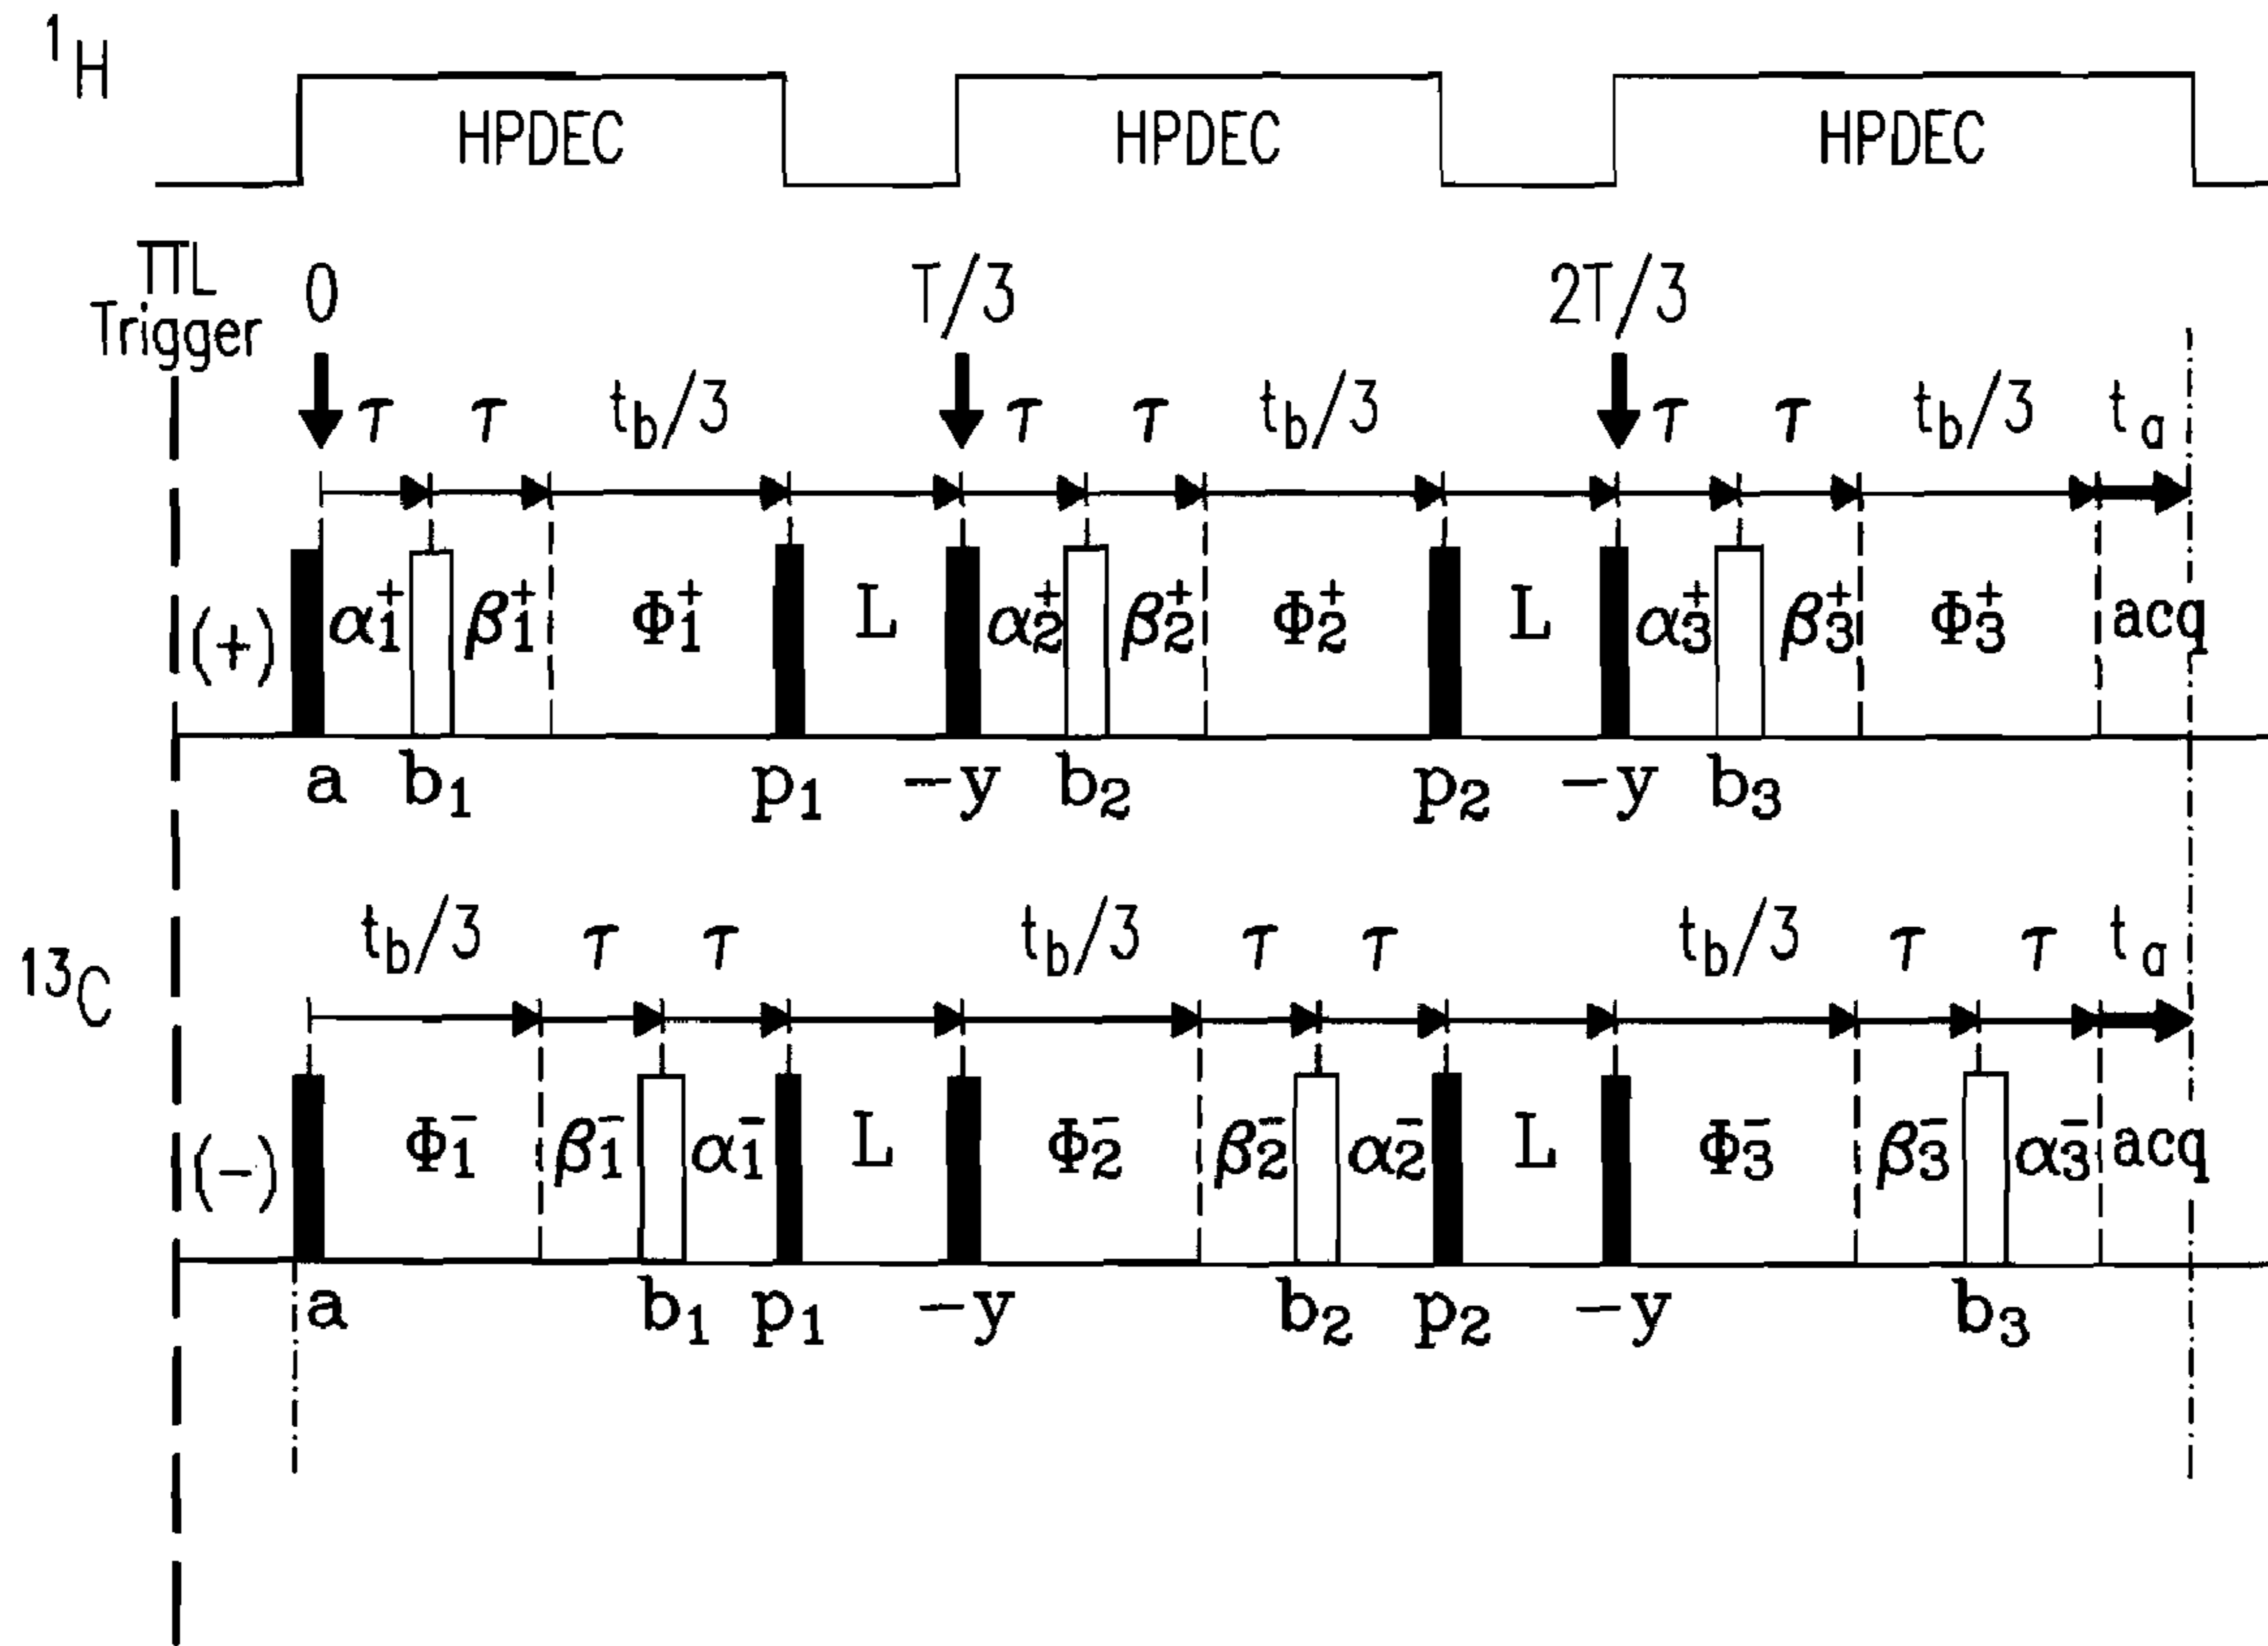 ¹H
HPDEC HPDEC HPDEC
TTL
Trigger
0 T/3 2T/3
τ τ t_b/3 τ τ t_b/3 τ τ t_b/3 t_a
(+) α₁⁺ β₁⁺ Φ₁⁺ L α₂⁺ β₂⁺ Φ₂⁺ L α₃⁺ β₃⁺ Φ₃⁺ acq
a b₁ p₁ -y b₂ p₂ -y b₃
¹³C
t_b/3 τ τ t_b/3 τ τ t_b/3 τ τ t_a
(-) Φ₁⁻ β₁⁻ α₁⁻ L Φ₂⁻ β₂⁻ α₂⁻ L Φ₃⁻ β₃⁻ α₃⁻ acq
a b₁ p₁ -y b₂ p₂ -y b₃